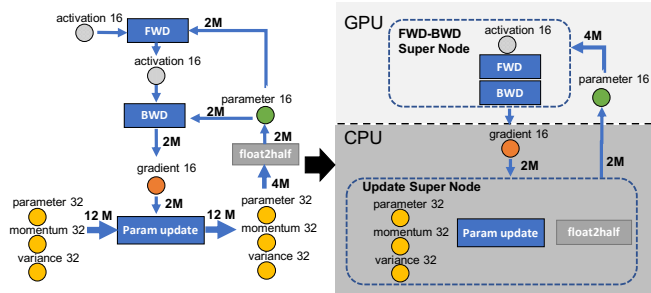 activation 16
FWD
2M
activation 16
BWD
2M
parameter 16
2M
2M
float2half
gradient 16
4M
2M
parameter 32
momentum 32
variance 32
12 M
Param update
12 M
parameter 32
momentum 32
variance 32
GPU
FWD-BWD
Super Node
activation 16
FWD
BWD
4M
parameter 16
CPU
gradient 16
2M
2M
Update Super Node
parameter 32
momentum 32
variance 32
Param update
float2half